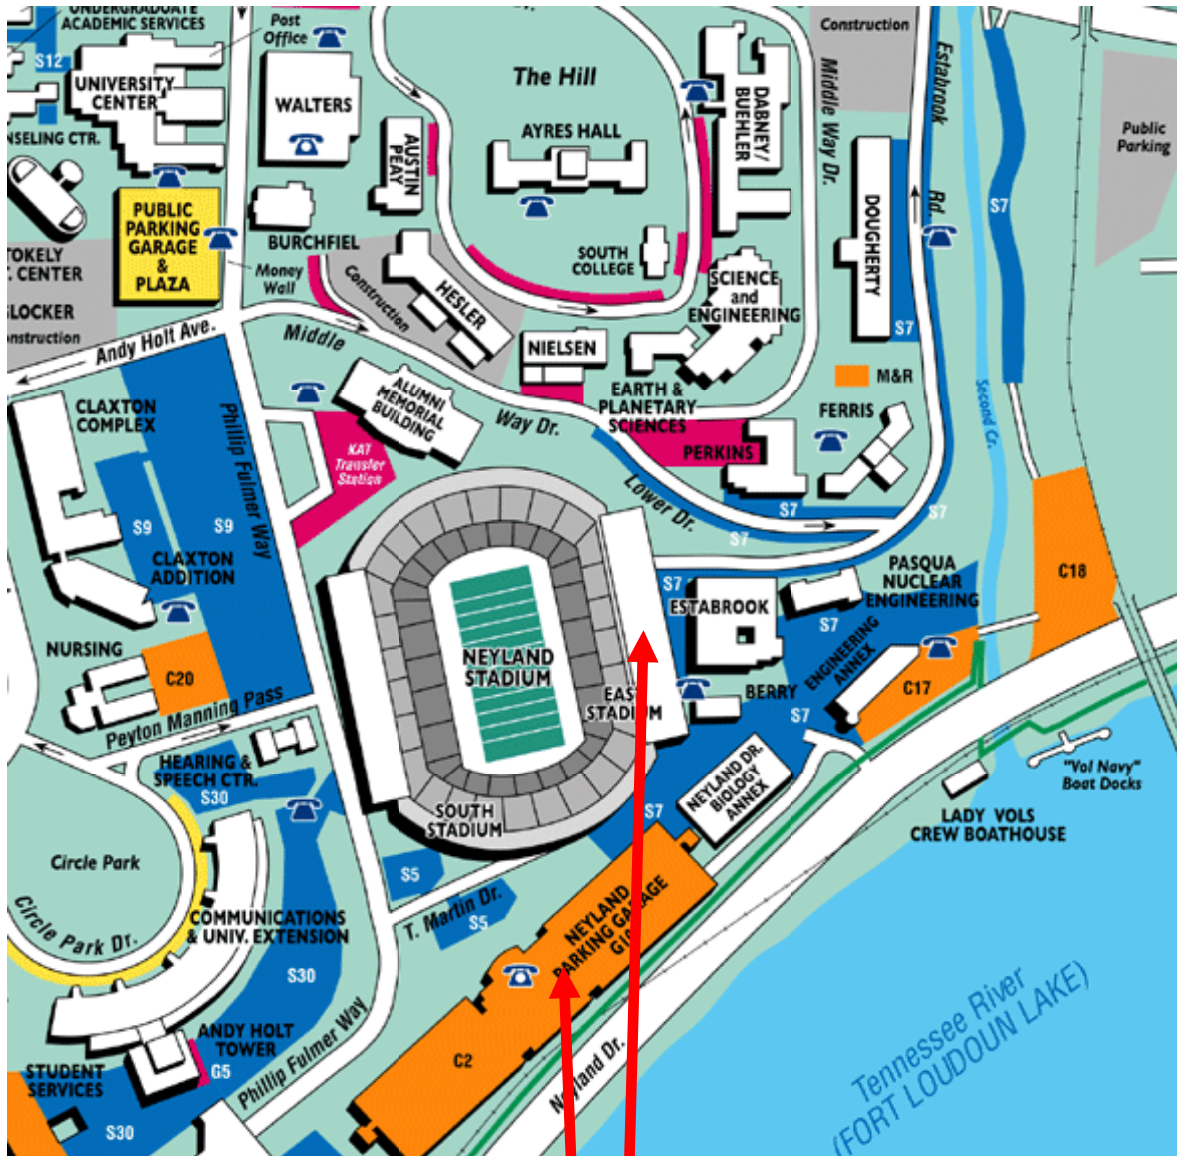 UNDERGRADUATE
ACADEMIC SERVICES
Post
Office
S12
UNIVERSITY
CENTER
WALTERS
The Hill
AYRES HALL
AUSTIN
PEAY
DABNEY/
BUEHLER
Middle Way Dr.
Construction
Estabrook
Rd.
Public
Parking
NSELING CTR.
PUBLIC
PARKING
GARAGE
&
PLAZA
BURCHFIEL
Money
Wall
Construction
HESLER
SOUTH
COLLEGE
SCIENCE
and
ENGINEERING
DOUGHERTY
S7
S7
TOKELY
. CENTER
GLOCKER
onstruction
Andy Holt Ave.
Middle
Way Dr.
NIELSEN
EARTH &
PLANETARY
SCIENCES
M&R
Second Cr.
CLAXTON
COMPLEX
Phillip Fulmer Way
ALUMNI
MEMORIAL
BUILDING
KAT
Transfer
Station
PERKINS
FERRIS
Lower Dr.
S9
S9
S7
S7
S7
CLAXTON
ADDITION
S7
ESTABROOK
PASQUA
NUCLEAR
ENGINEERING
S7
C18
NURSING
C20
Peyton Manning Pass
NEYLAND
STADIUM
EAST
STADIUM
BERRY
ENGINEERING
ANNEX
C17
S7
HEARING &
SPEECH CTR.
S30
SOUTH
STADIUM
S7
NEYLAND DR.
BIOLOGY
ANNEX
"Vol Navy"
Boat Docks
LADY VOLS
CREW BOATHOUSE
Circle Park
Circle Park Dr.
S5
T. Martin Dr.
S5
COMMUNICATIONS
& UNIV. EXTENSION
S30
NEYLAND
PARKING GARAGE
ANDY HOLT
TOWER
G5
Phillip Fulmer Way
STUDENT
SERVICES
S30
C2
Neyland Dr.
Tennessee River
(FORT LOUDOUN LAKE)